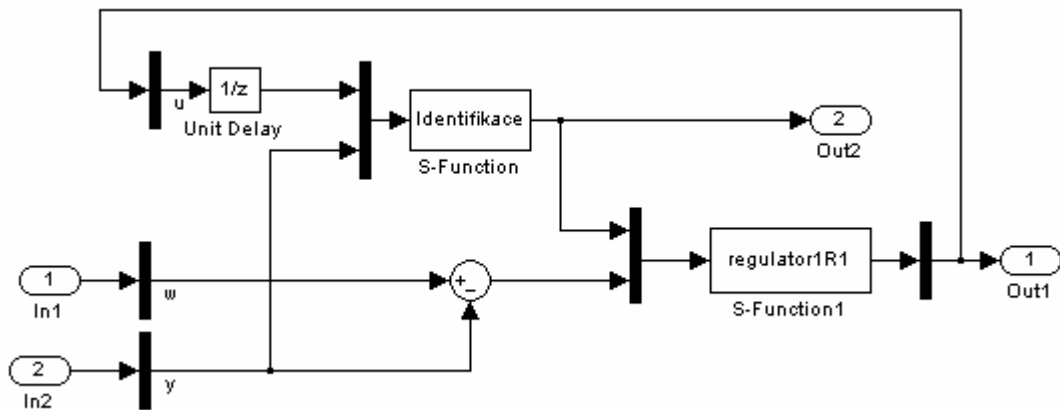 u
1/z
Unit Delay
Identifikace
S-Function
2
Out2
1
In1
w
+
-
regulator1R1
S-Function1
1
Out1
2
In2
y